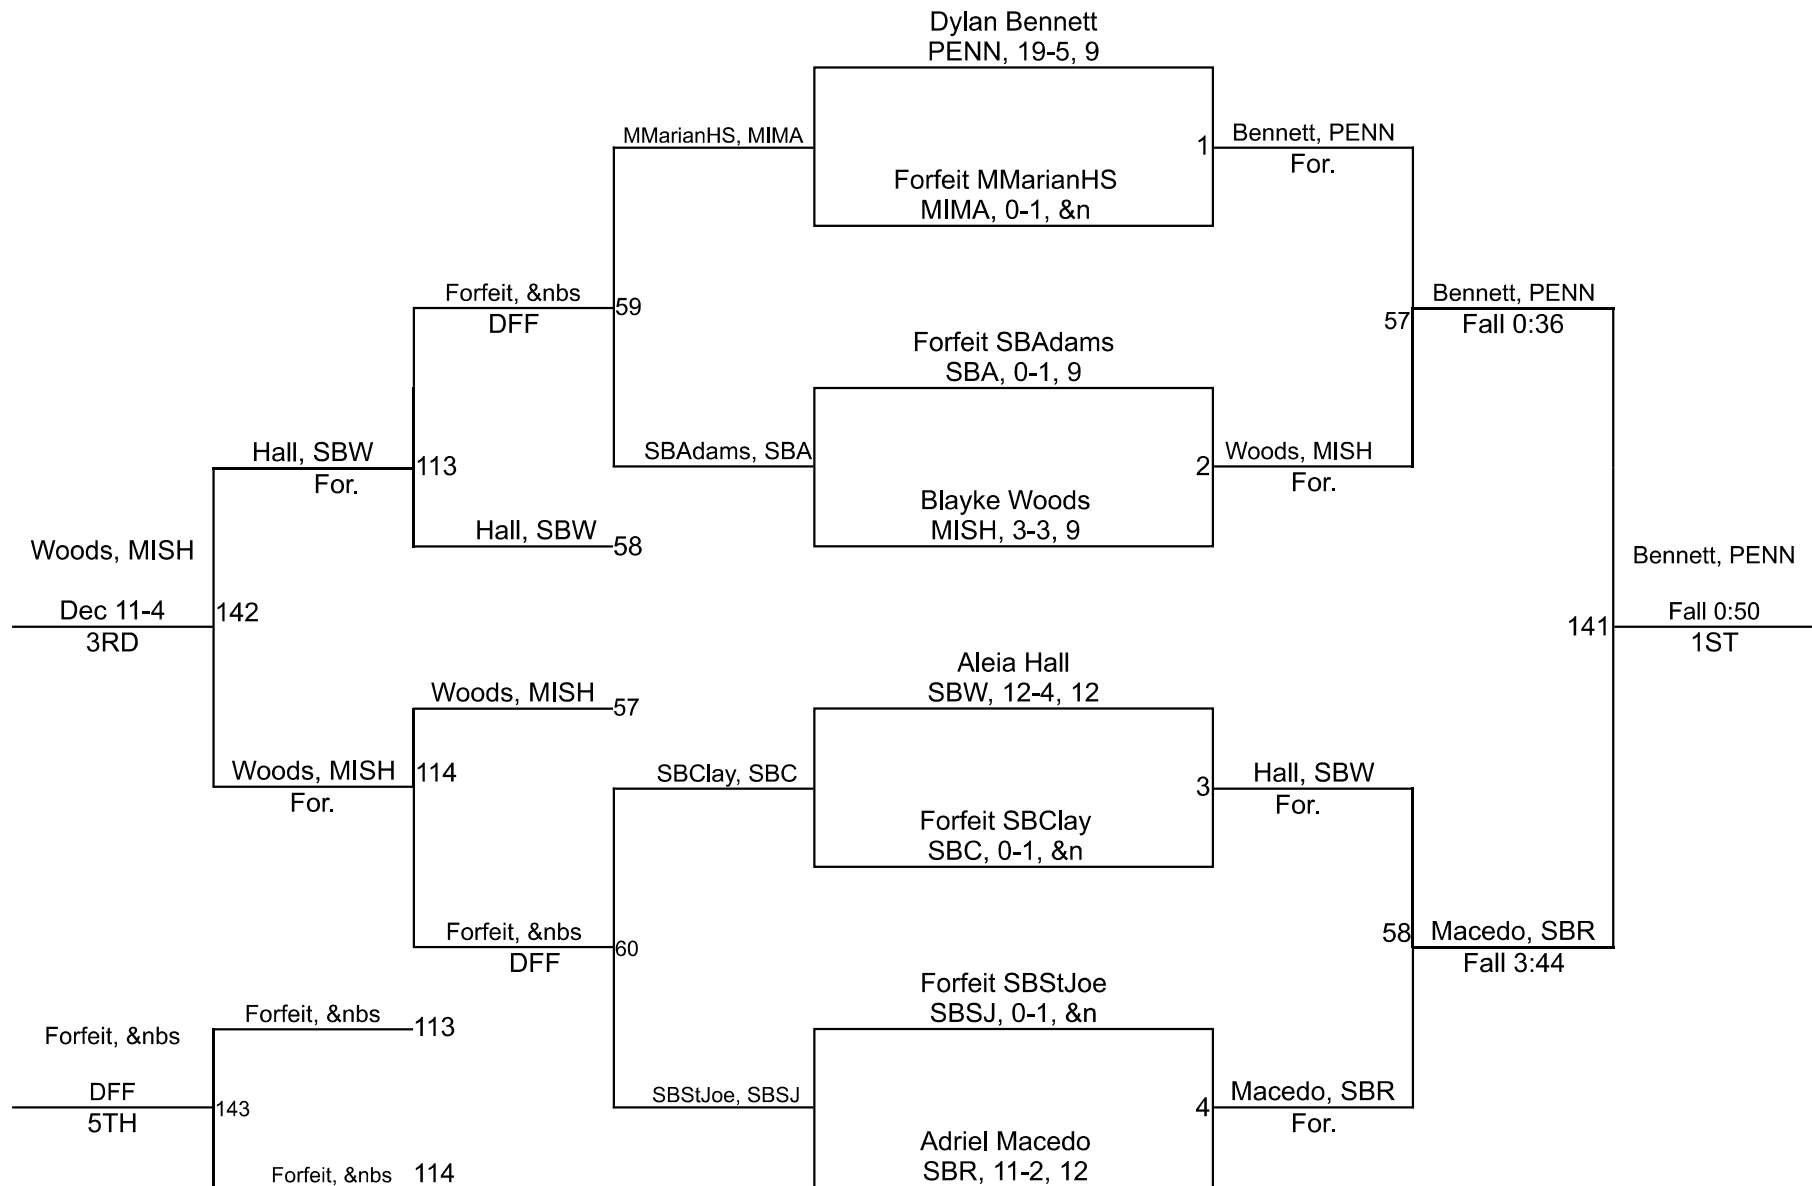 Dylan Bennett
PENN, 19-5, 9
MMarianHS, MIMA
1
Bennett, PENN
For.
Forfeit MMarianHS
MIMA, 0-1, &n
Forfeit, &nbs
DFF
59
57
Bennett, PENN
Fall 0:36
Forfeit SBAdams
SBA, 0-1, 9
Hall, SBW
For.
113
SBAdams, SBA
2
Woods, MISH
For.
Blayke Woods
MISH, 3-3, 9
Hall, SBW
58
Woods, MISH
Dec 11-4
3RD
142
Bennett, PENN
141
Fall 0:50
1ST
Aleia Hall
SBW, 12-4, 12
Woods, MISH
57
Woods, MISH
For.
114
SBClay, SBC
3
Hall, SBW
For.
Forfeit SBClay
SBC, 0-1, &n
Forfeit, &nbs
DFF
60
58
Macedo, SBR
Fall 3:44
Forfeit SBStJoe
SBSJ, 0-1, &n
Forfeit, &nbs
113
Forfeit, &nbs
DFF
5TH
143
SBStJoe, SBSJ
4
Macedo, SBR
For.
Adriel Macedo
SBR, 11-2, 12
Forfeit, &nbs
114